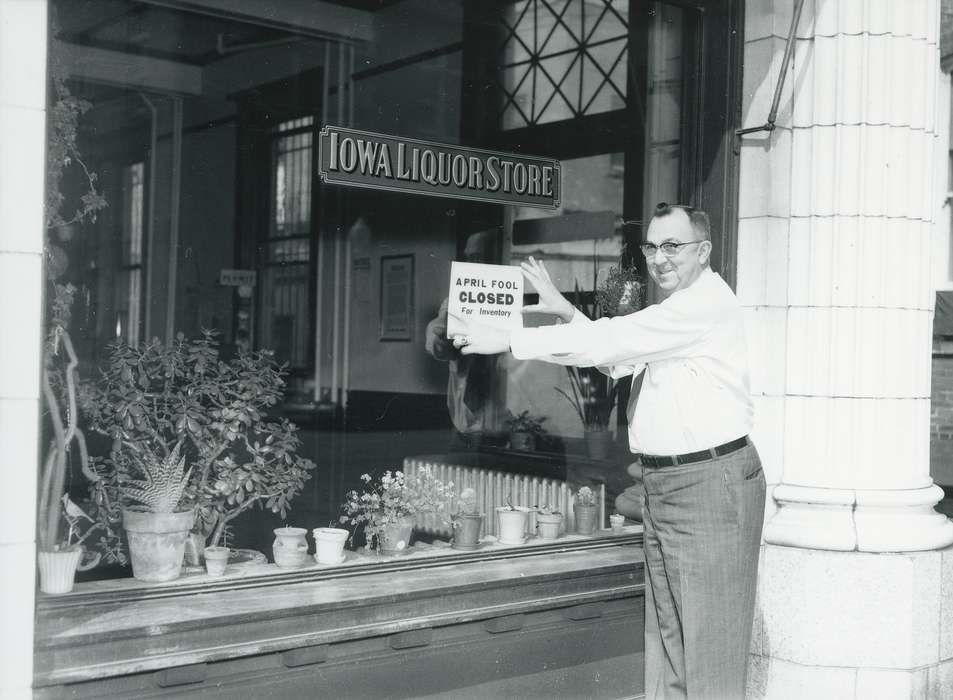 IOWA LIQUOR STORE
APRIL FOOL
CLOSED
For Inventory